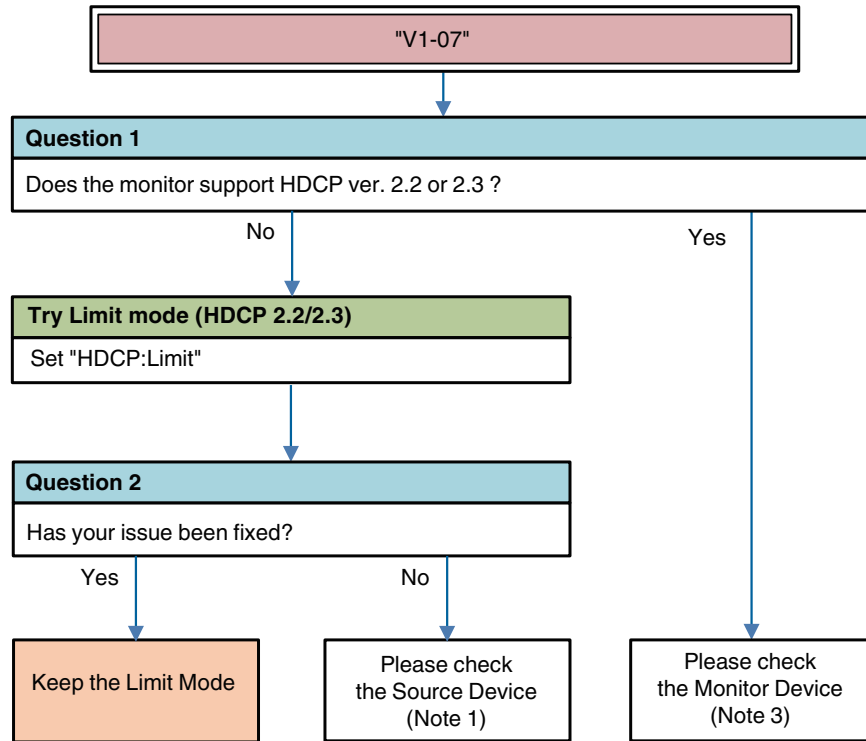 "V1-07"
Question 1
Does the monitor support HDCP ver. 2.2 or 2.3 ?
No
Yes
Try Limit mode (HDCP 2.2/2.3)
Set "HDCP:Limit"
Question 2
Has your issue been fixed?
Yes
No
Keep the Limit Mode
Please check
the Source Device
(Note 1)
Please check
the Monitor Device
(Note 3)